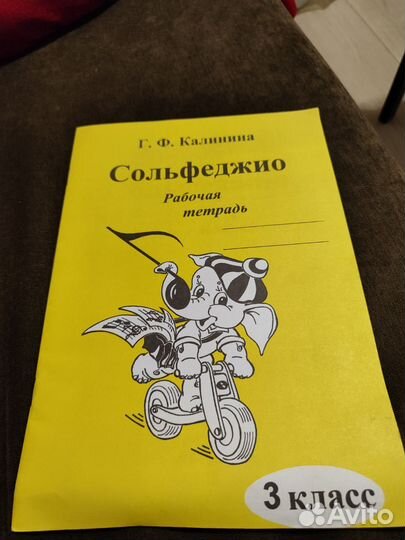 Г. Ф. Калинина
Сольфеджио
Рабочая
тетрадь
3 класс
Avito